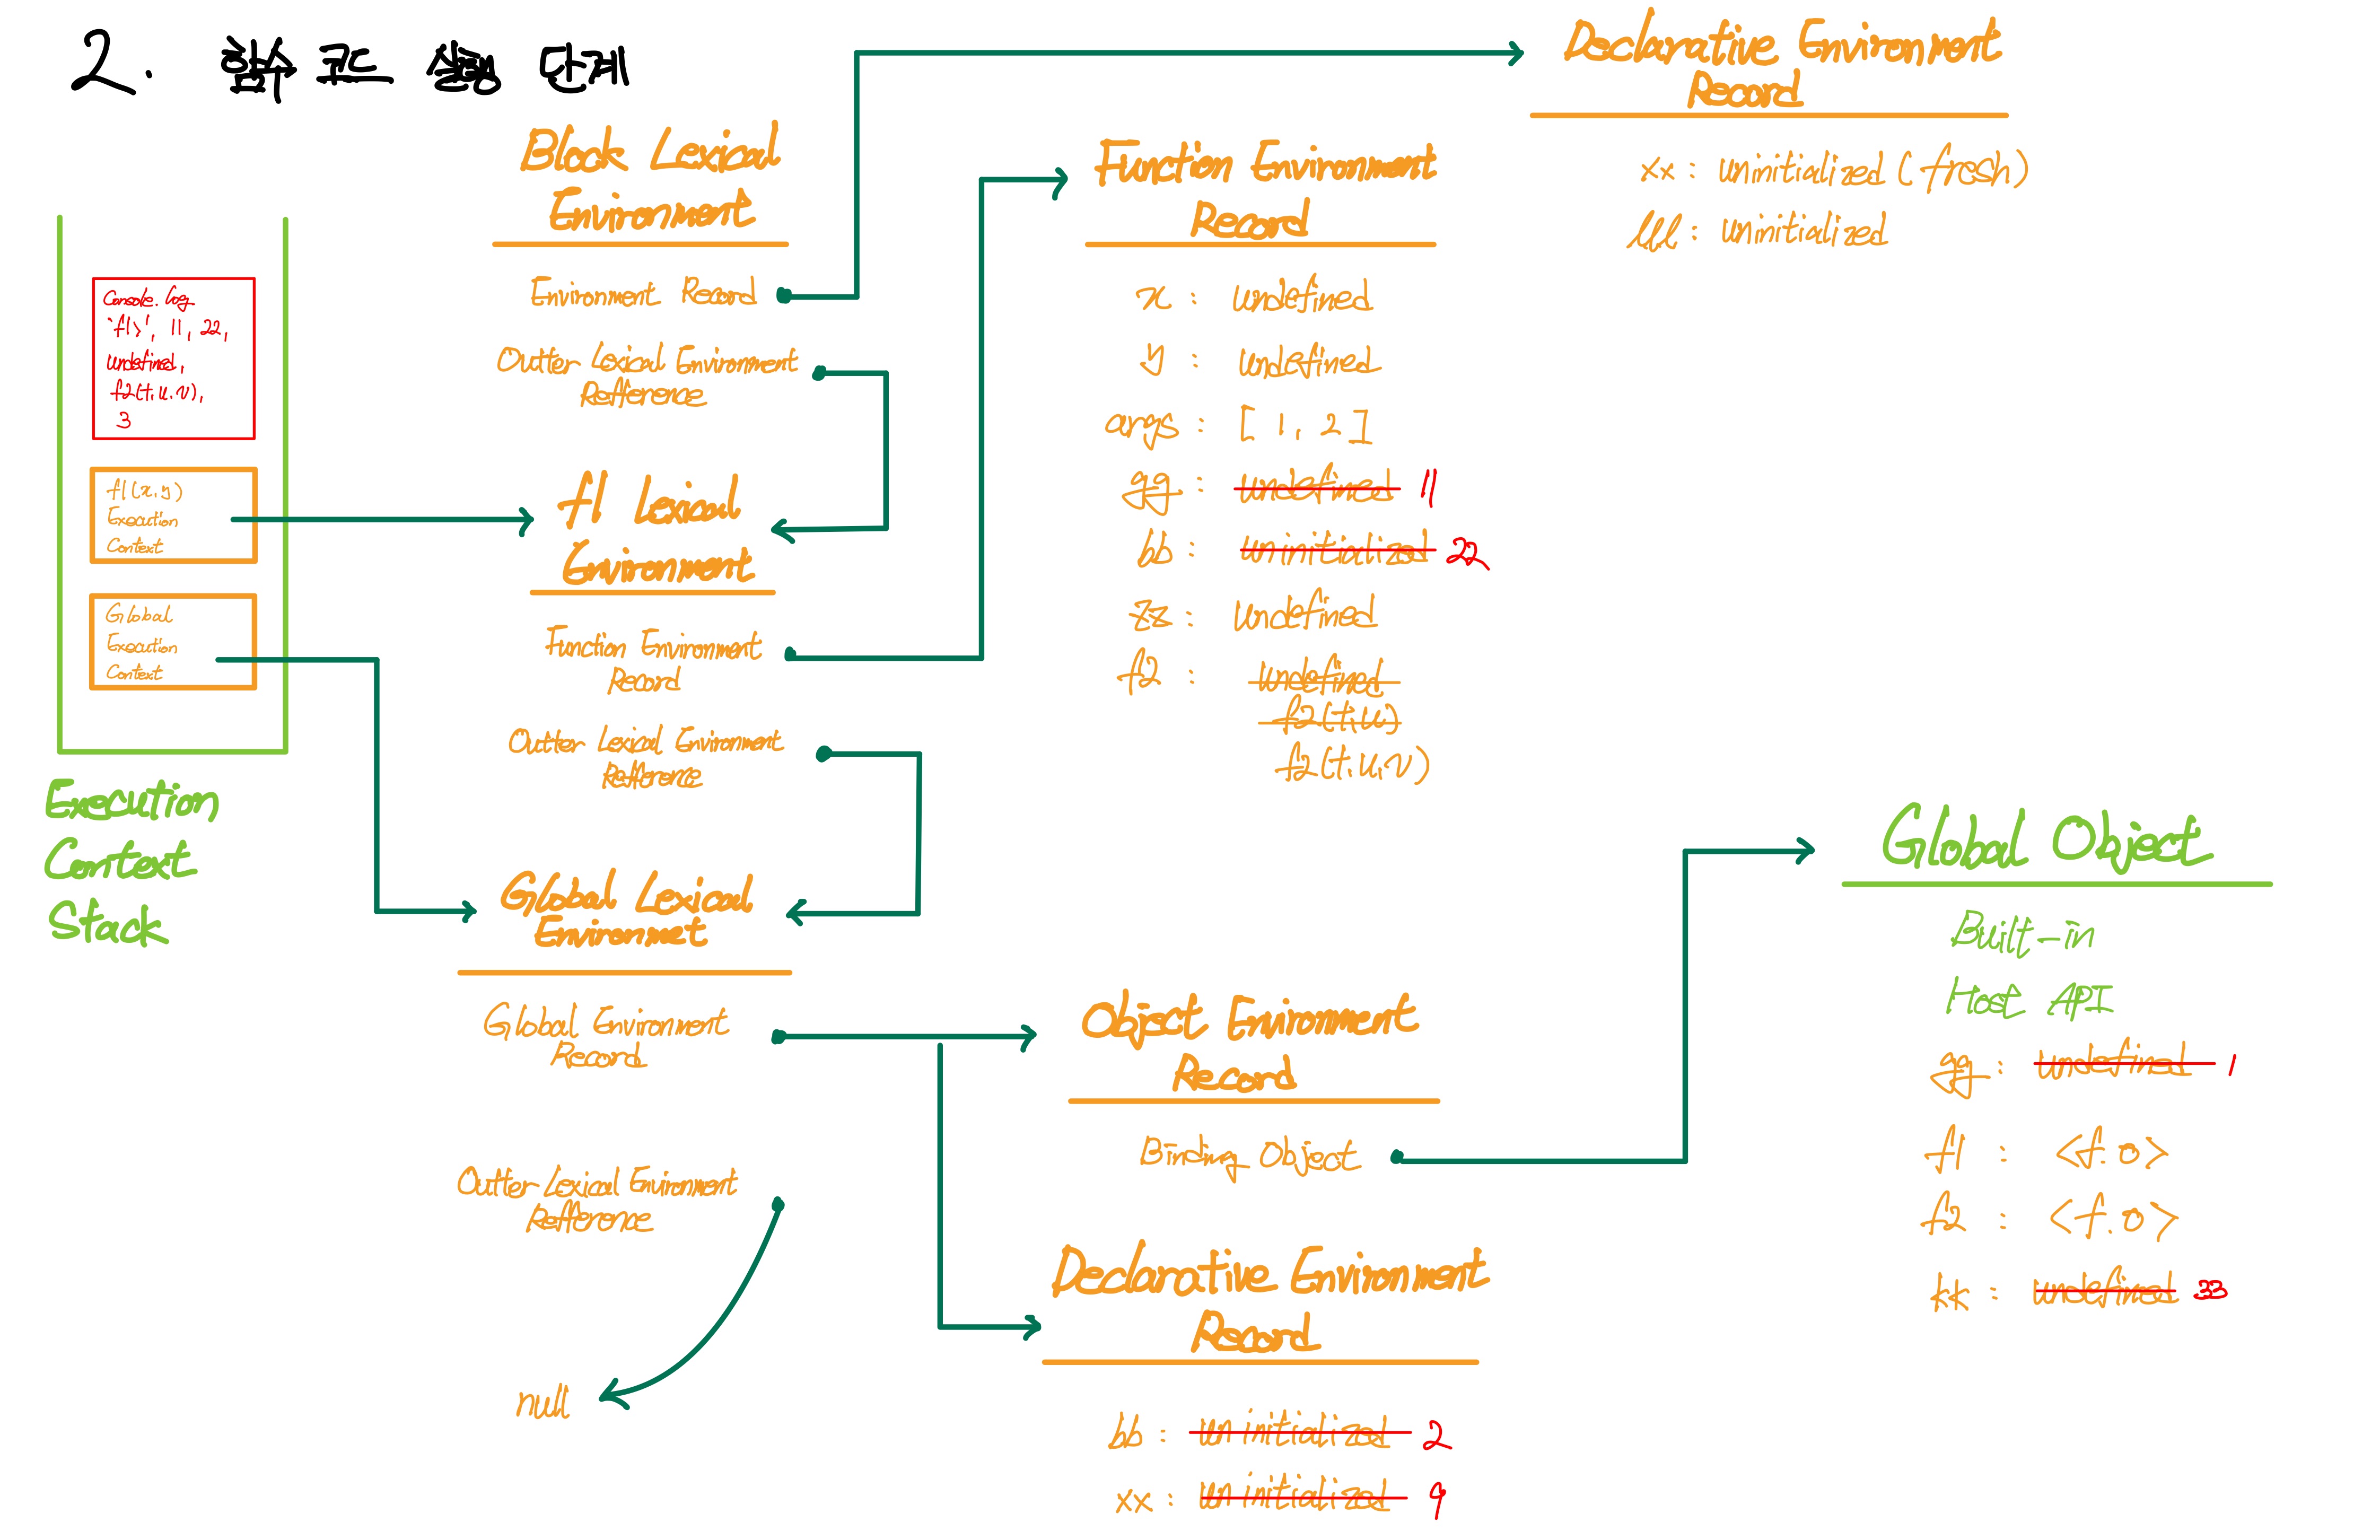 2. 함수 코드 실행 단계
Console.log
'f1>', 11, 22,
undefined,
f2(t.u.v),
3
f1(x.y)
Execution
Context
Global
Execution
Context
Execution
Context
Stack
Block Lexical
Environment
Environment Record
Outter Lexical Environment
Refference
f1 Lexical
Environment
Function Environment
Record
Outter Lexical Environment
Refference
Global Lexical
Environmet
Global Environment
Record
Outter Lexical Environment
Refference
null
Function Environment
Record
x : undefined
y : undefined
args : [ 1, 2 ]
gg : undefined 11
bb : uninitialized 22
zz : undefined
f2 : undefined
f2(t.u)
f2(t.u.v)
Declarative Environment
Record
xx : uninitialized (fresh)
lll : uninitialized
Object Environment
Record
Binding Object
Declarative Environment
Record
bb : uninitialized 2
xx : uninitialized 9
Global Object
Built-in
Host API
gg : undefined 1
f1 : <f.o>
f2 : <f.o>
kk : undefined 33